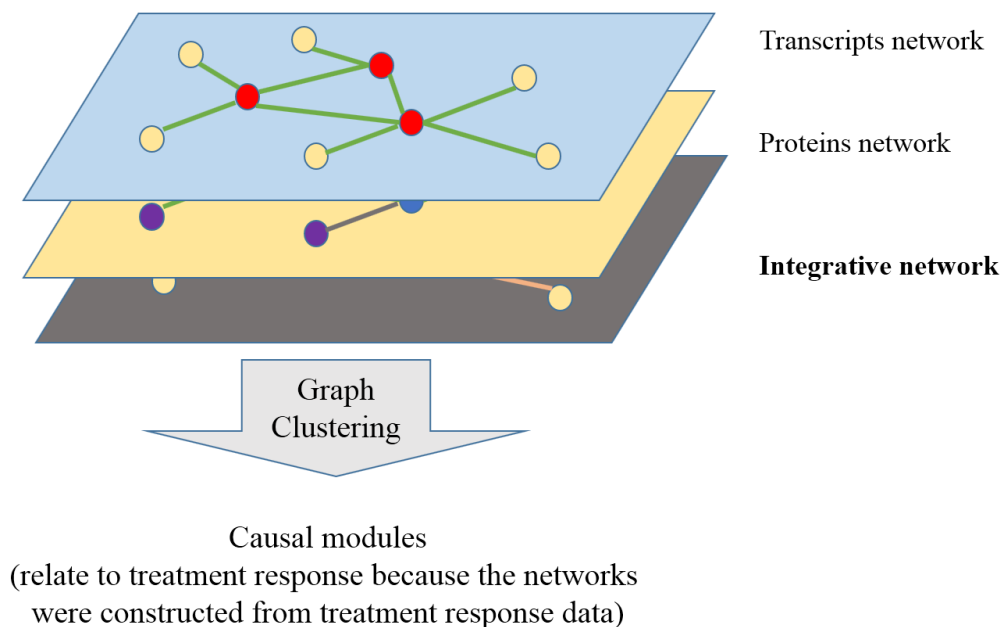 Transcripts network
Proteins network
Integrative network
Graph
Clustering
Causal modules
(relate to treatment response because the networks
were constructed from treatment response data)